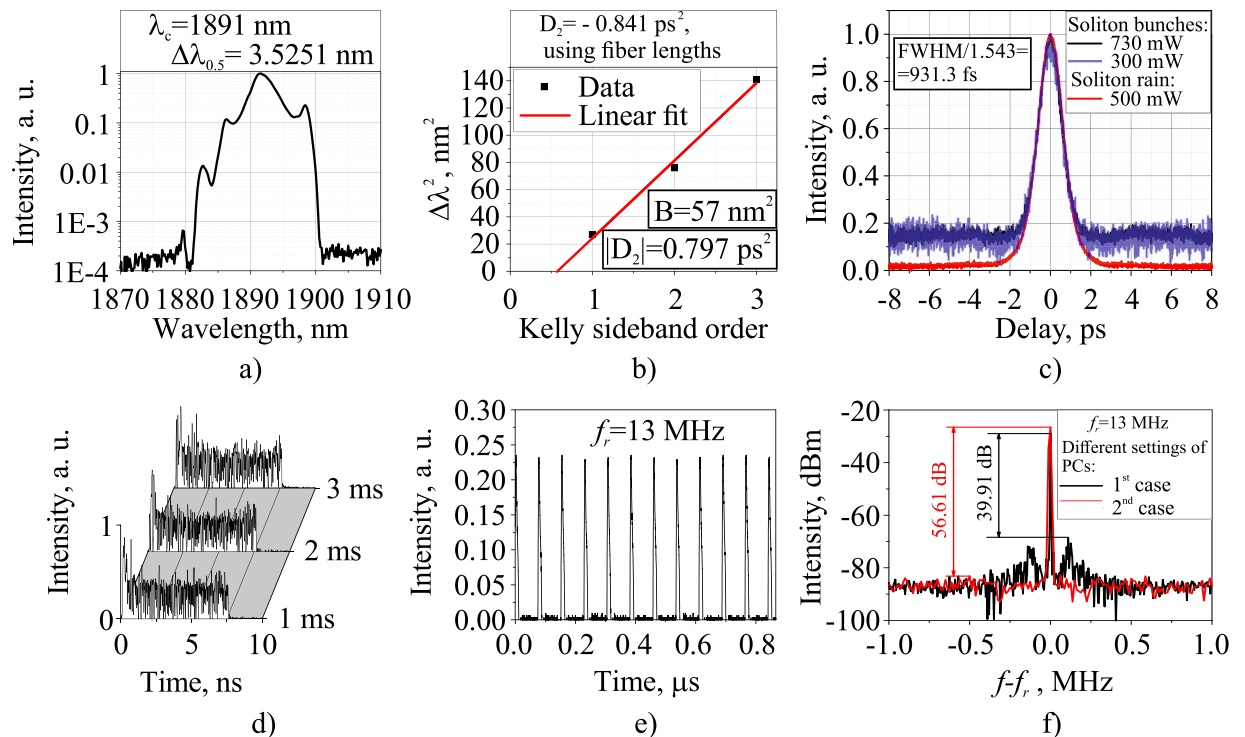 λc=1891 nm
Δλ0.5= 3.5251 nm
1
0.1
0.01
1E-3
1E-4
Intensity, a. u.
1870 1880 1890 1900 1910
Wavelength, nm
a)
D2= - 0.841 ps²,
using fiber lengths
140
120
100
80
60
40
20
0
Δλ², nm²
Data
Linear fit
B=57 nm²
|D2|=0.797 ps²
0 1 2 3
Kelly sideband order
b)
1.0
0.8
0.6
0.4
0.2
0.0
Intensity, a. u.
FWHM/1.543=
=931.3 fs
Soliton bunches:
730 mW
300 mW
Soliton rain:
500 mW
-8 -6 -4 -2 0 2 4 6 8
Delay, ps
c)
Intensity, a. u.
1
0
3 ms
2 ms
1 ms
0 5 10
Time, ns
d)
0.30
0.25
0.20
0.15
0.10
0.05
0.00
Intensity, a. u.
fr=13 MHz
0.0 0.2 0.4 0.6 0.8
Time, μs
e)
-20
-40
-60
-80
-100
Intensity, dBm
56.61 dB
39.91 dB
fr=13 MHz
Different settings of
PCs:
1st case
2nd case
-1.0 -0.5 0.0 0.5 1.0
f-fr , MHz
f)